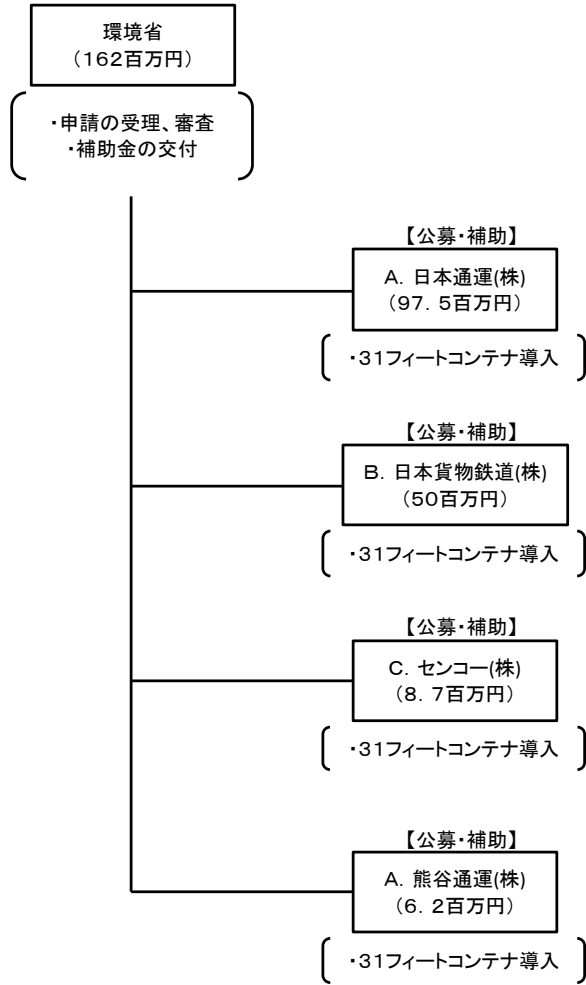 環境省
（162百万円）
・申請の受理、審査
・補助金の交付
【公募・補助】
A. 日本通運(株)
（97. 5百万円）
・31フィートコンテナ導入
【公募・補助】
B. 日本貨物鉄道(株)
（50百万円）
・31フィートコンテナ導入
【公募・補助】
C. センコー(株)
（8. 7百万円）
・31フィートコンテナ導入
【公募・補助】
A. 熊谷通運(株)
（6. 2百万円）
・31フィートコンテナ導入